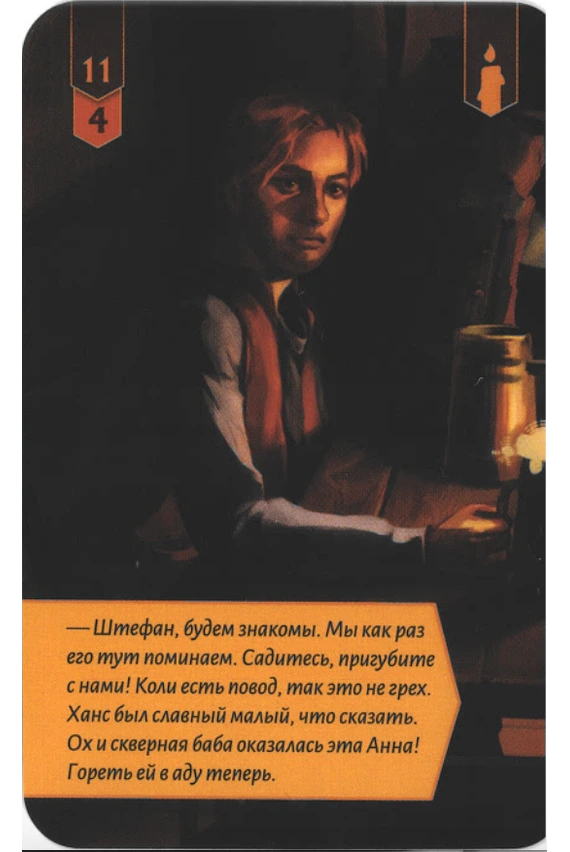 11
4
— Штефан, будем знакомы. Мы как раз
его тут поминаем. Садитесь, пригубите
с нами! Коли есть повод, так это не грех.
Ханс был славный малый, что сказать.
Ох и скверная баба оказалась эта Анна!
Гореть ей в аду теперь.